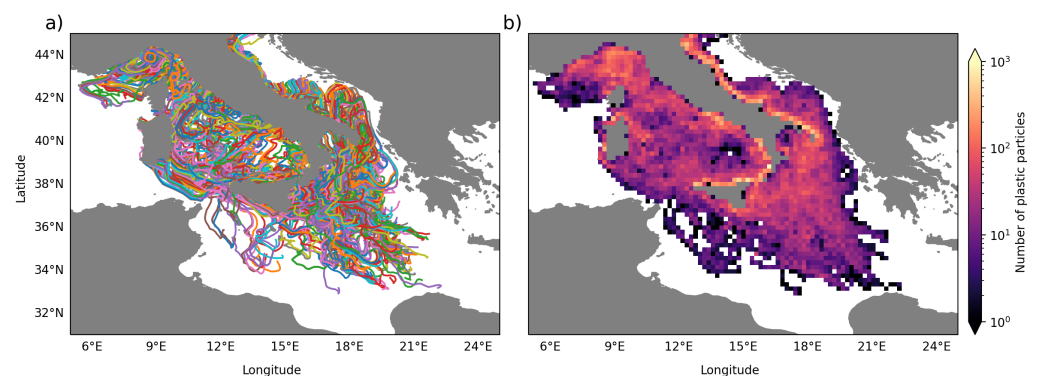 a)
b)
44°N
42°N
40°N
38°N
36°N
34°N
32°N
Latitude
6°E 9°E 12°E 15°E 18°E 21°E 24°E
Longitude
6°E 9°E 12°E 15°E 18°E 21°E 24°E
Longitude
10³
10²
10¹
10⁰
Number of plastic particles